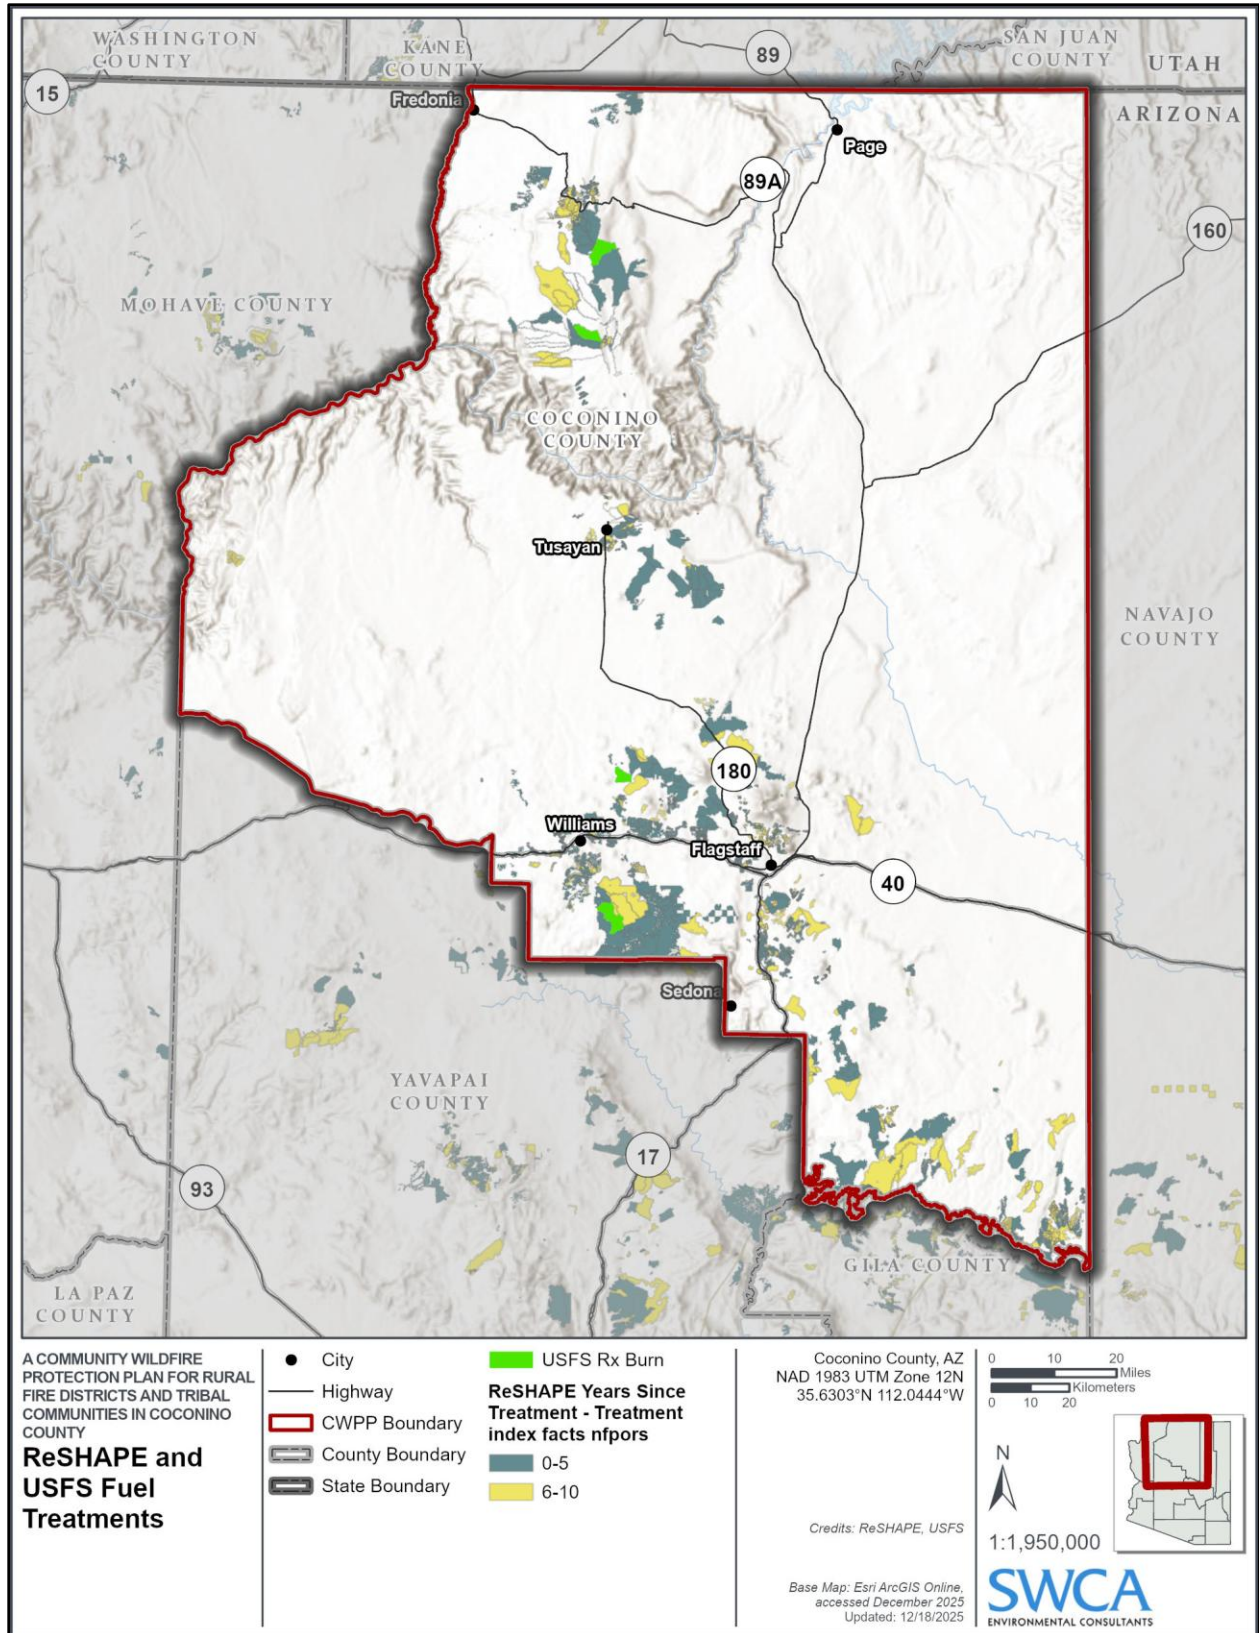 WASHINGTON
COUNTY
KANE
COUNTY
89
SAN JUAN
COUNTY
UTAH
15
Fredonia
ARIZONA
Page
89A
160
MOHAVE COUNTY
COCONINO
COUNTY
Tusayan
NAVAJO
COUNTY
180
Williams
Flagstaff
40
Sedona
YAVAPAI
COUNTY
17
93
GILA COUNTY
LA PAZ
COUNTY
A COMMUNITY WILDFIRE
PROTECTION PLAN FOR RURAL
FIRE DISTRICTS AND TRIBAL
COMMUNITIES IN COCONINO
COUNTY
ReSHAPE and
USFS Fuel
Treatments
City
Highway
CWPP Boundary
County Boundary
State Boundary
USFS Rx Burn
ReSHAPE Years Since
Treatment - Treatment
index facts nfpors
0-5
6-10
Coconino County, AZ
NAD 1983 UTM Zone 12N
35.6303°N 112.0444°W
Credits: ReSHAPE, USFS
Base Map: Esri ArcGIS Online,
accessed December 2025
Updated: 12/18/2025
0 10 20
Miles
Kilometers
0 10 20
N
1:1,950,000
SWCA
ENVIRONMENTAL CONSULTANTS